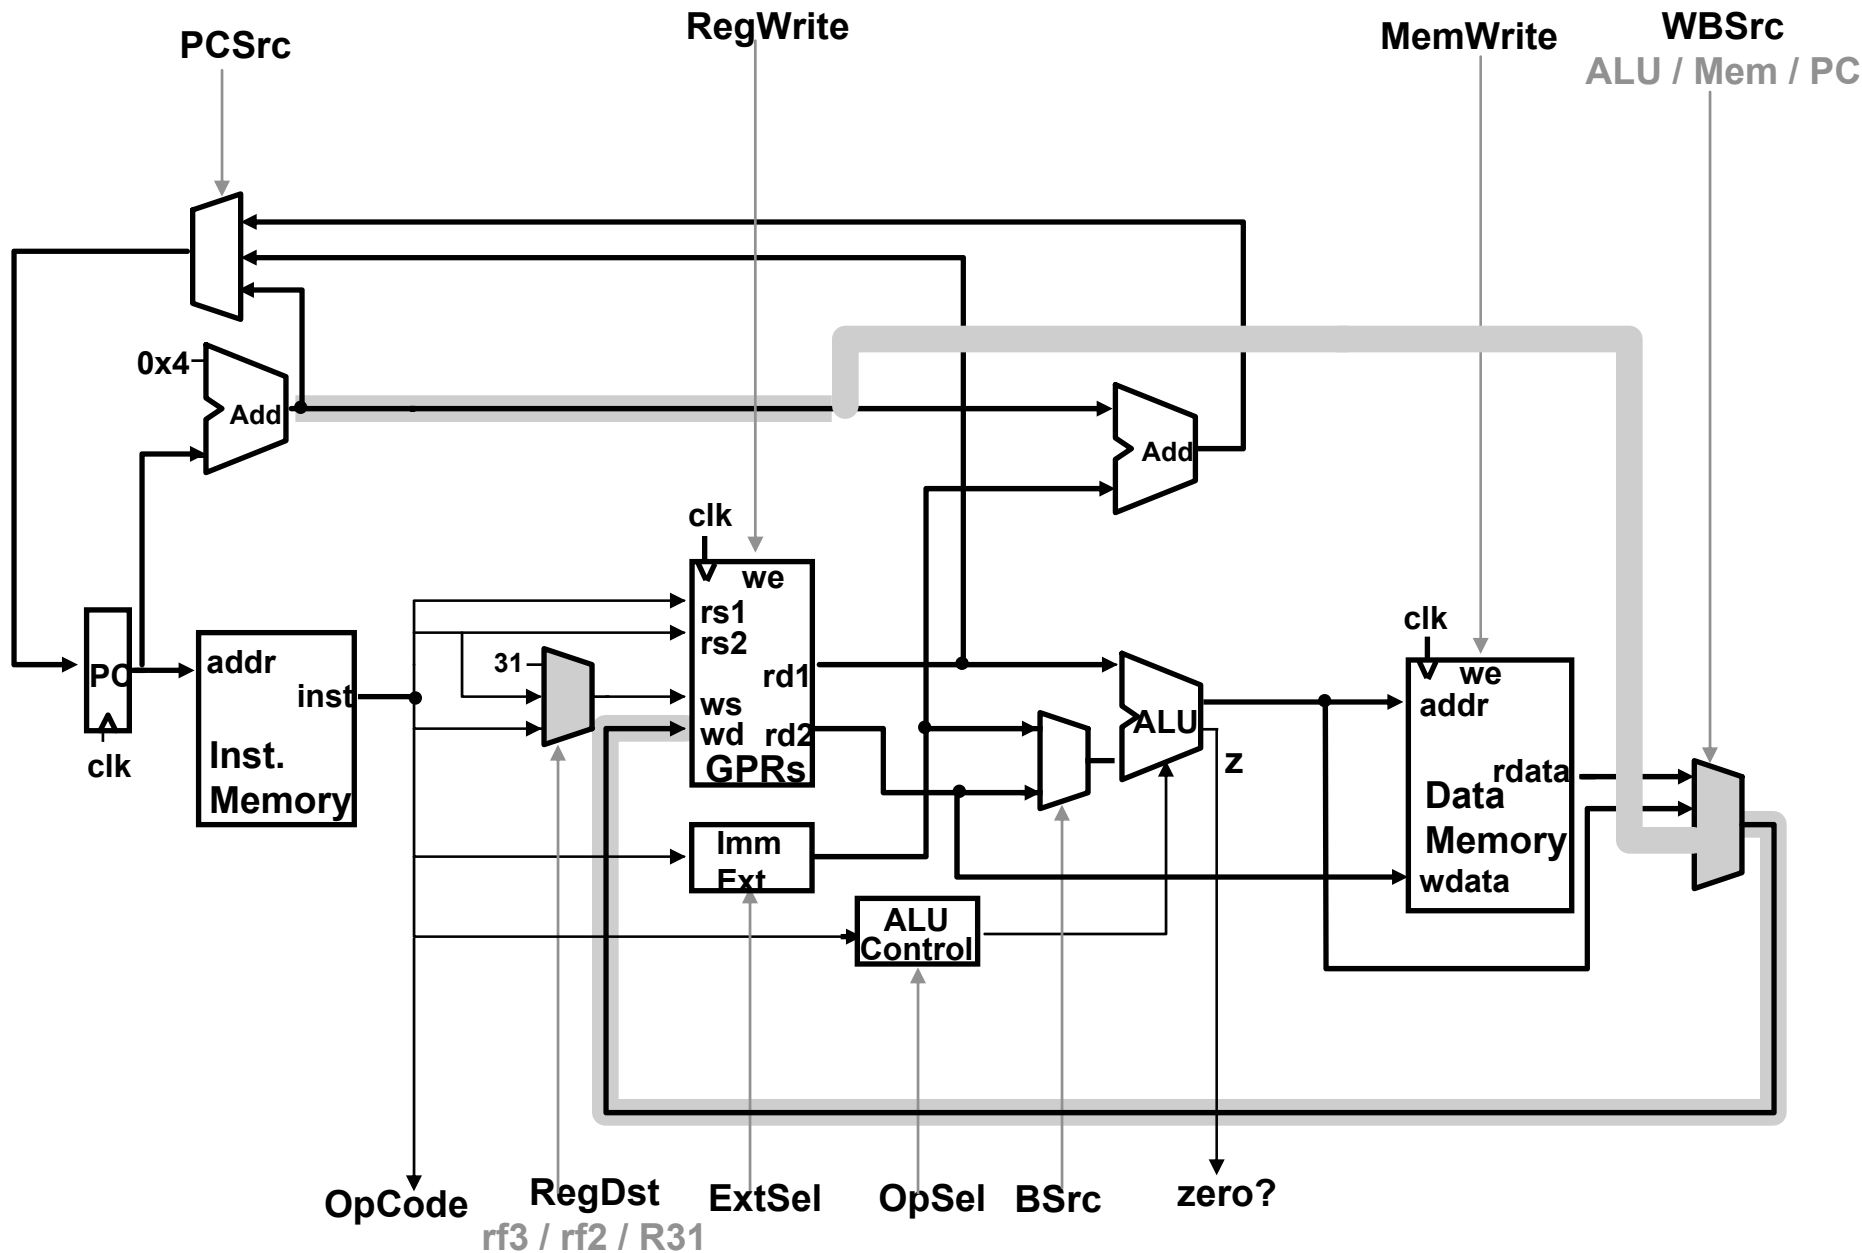 RegWrite
WBSrc
MemWrite
PCSrc
ALU / Mem / PC
0x4
Add
Add
clk
we
rs1
rs2
31
rd1
ws
wd
rd2
GPRs
clk
we
addr
PC
addr
inst
Inst.
Memory
clk
ALU
z
rdata
Data
Memory
wdata
Imm
Ext
ALU
Control
OpCode
RegDst
ExtSel
OpSel
BSrc
zero?
rf3 / rf2 / R31